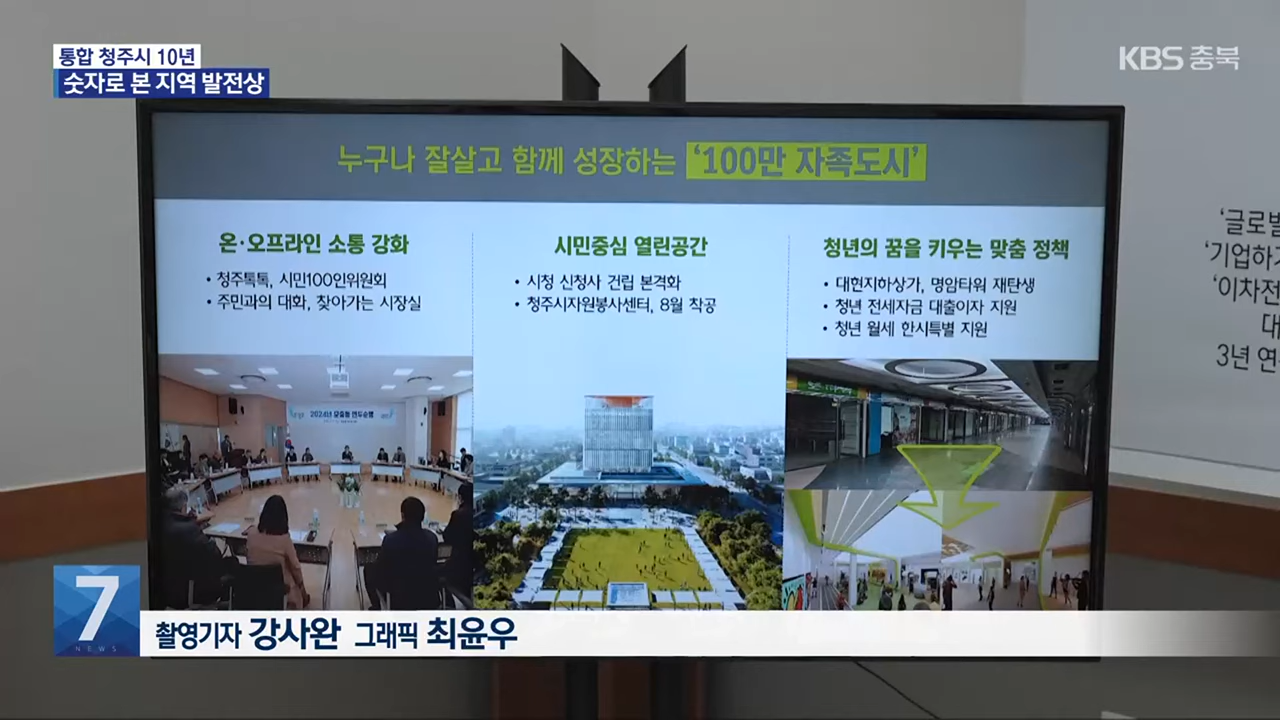 통합 청주시 10년
숫자로 본 지역 발전상
KBS 충북
누구나 잘살고 함께 성장하는 '100만 자족도시'
온·오프라인 소통 강화
• 청주톡톡, 시민100인위원회
• 주민과의 대화, 찾아가는 시장실
시민중심 열린공간
• 시청 신청사 건립 본격화
• 청주시자원봉사센터, 8월 착공
청년의 꿈을 키우는 맞춤 정책
• 대현지하상가, 명암타워 재탄생
• 청년 전세자금 대출이자 지원
• 청년 월세 한시특별 지원
'글로벌
'기업하기
'이차전
대
3년 연
7
NEWS
촬영기자 강사완 그래픽 최윤우